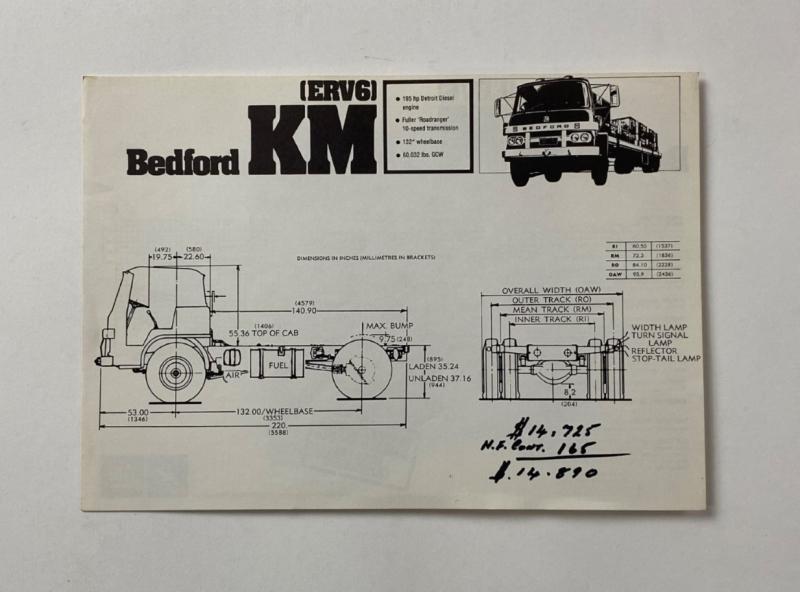 (ERV6)
Bedford KM
• 195 hp Detroit Diesel engine
• Fuller 'Roadranger' 10-speed transmission
• 132" wheelbase
• 60,032 lbs. GCW
BEDFORD
DIMENSIONS IN INCHES (MILLIMETRES IN BRACKETS)
RI 60.50 (1537)
RM 72.3 (1836)
RO 84.10 (2228)
OAW 95.9 (2436)
(492) (580)
19.75 22.60
(4579)
140.90
(1406)
55.36 TOP OF CAB
MAX. BUMP
9.75 (248)
(895)
LADEN 35.24
UNLADEN 37.16
(944)
AIR
FUEL
53.00
(1346)
132.00/WHEELBASE
(3353)
220.
(5588)
OVERALL WIDTH (OAW)
OUTER TRACK (RO)
MEAN TRACK (RM)
INNER TRACK (RI)
WIDTH LAMP
TURN SIGNAL
LAMP
REFLECTOR
STOP-TAIL LAMP
8.2
(204)
$14.725
165
$.14.890